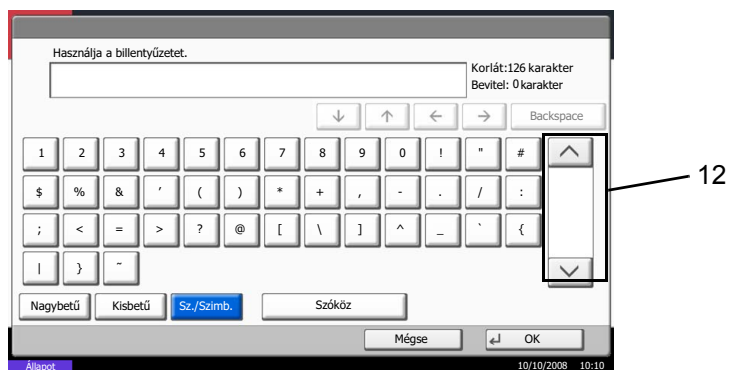 Használja a billentyűzetet.
Korlát:126 karakter
Bevitel: 0 karakter
↓ ↑ ← → Backspace
1 2 3 4 5 6 7 8 9 0 ! " #
$ % & ' ( ) * + , - . / :
12
; < = > ? @ [ \ ] ^ _ ` {
| } ~
Nagybetű Kisbetű Sz./Szimb. Szóköz
Mégse OK
Állapot 10/10/2008 10:10